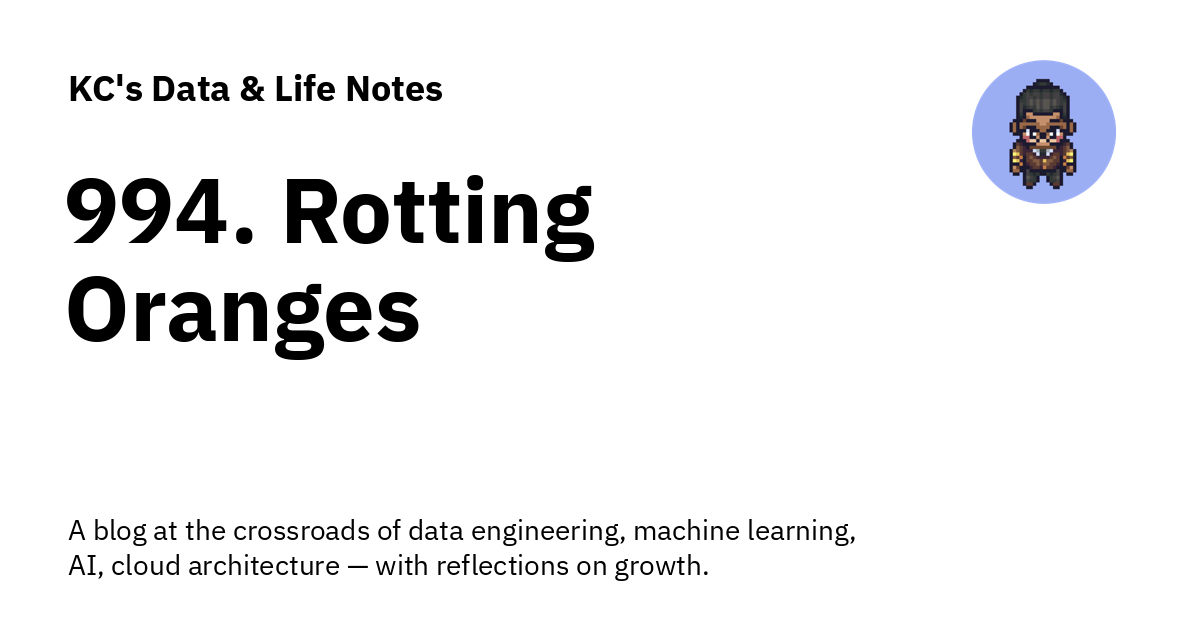 KC's Data & Life Notes
994. Rotting
Oranges
A blog at the crossroads of data engineering, machine learning,
AI, cloud architecture — with reflections on growth.